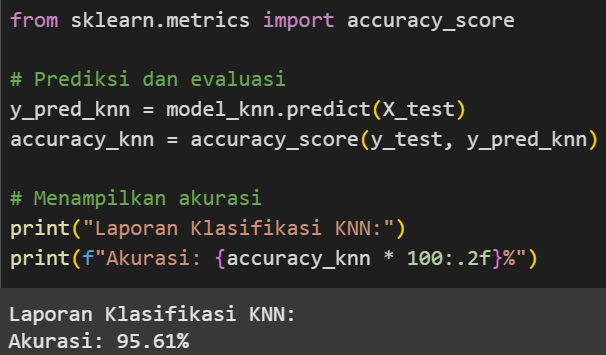 from sklearn.metrics import accuracy_score
# Prediksi dan evaluasi
y_pred_knn = model_knn.predict(X_test)
accuracy_knn = accuracy_score(y_test, y_pred_knn)
# Menampilkan akurasi
print("Laporan Klasifikasi KNN:")
print(f"Akurasi: {accuracy_knn * 100:.2f}%")
Laporan Klasifikasi KNN:
Akurasi: 95.61%